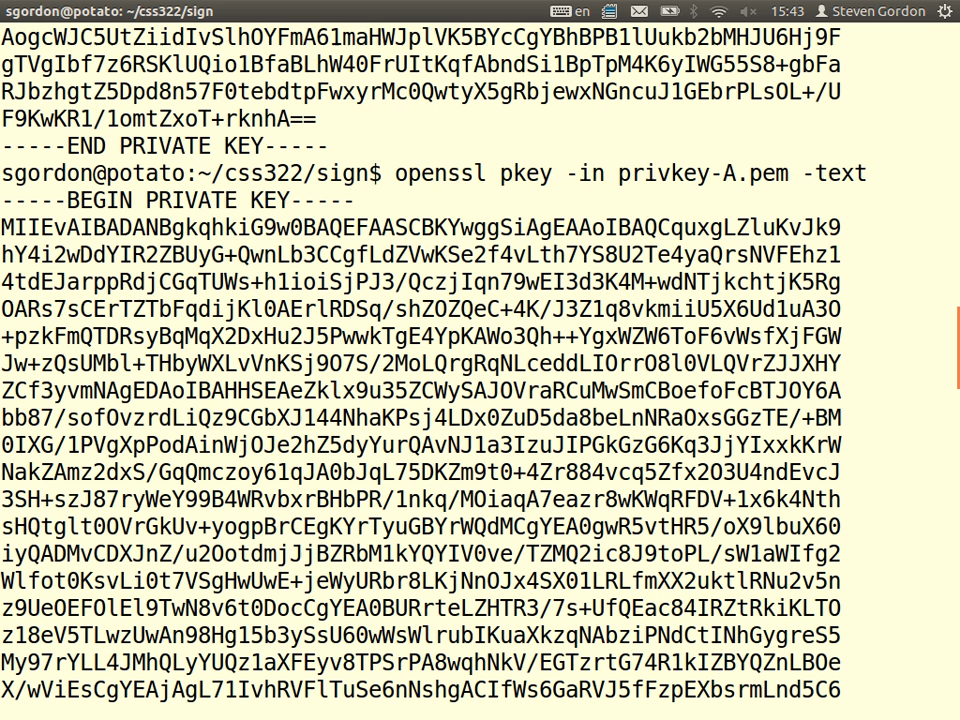 sgordon@potato: ~/css322/sign en 15:43 Steven Gordon
AogcWJC5UtZiidIvSlhOYFmA61maHWJplVK5BYcCgYBhBPB1lUukb2bMHJU6Hj9F
gTVgIbf7z6RSKlUQio1BfaBLhW40FrUItKqfAbndSi1BpTpM4K6yIWG55S8+gbFa
RJbzhgtZ5Dpd8n57F0tebdtpFwxyrMc0QwtyX5gRbjewxNGncuJ1GEbrPLsOL+/U
F9KwKR1/1omtZxoT+rknhA==
-----END PRIVATE KEY-----
sgordon@potato:~/css322/sign$ openssl pkey -in privkey-A.pem -text
-----BEGIN PRIVATE KEY-----
MIIEvAIBADANBgkqhkiG9w0BAQEFAASCBKYwggSiAgEAAoIBAQCquxgLZluKvJk9
hY4i2wDdYIR2ZBUyG+QwnLb3CCgfLdZVwKSe2f4vLth7YS8U2Te4yaQrsNVFEhz1
4tdEJarppRdjCGqTUWs+h1ioiSjPJ3/QczjIqn79wEI3d3K4M+wdNTjkchtjK5Rg
OARs7sCErTZTbFqdijKl0AErlRDSq/shZOZQeC+4K/J3Z1q8vkmiiU5X6Ud1uA3O
+pzkFmQTDRsyBqMqX2DxHu2J5PwwkTgE4YpKAWo3Qh++YgxWZW6ToF6vWsfXjFGW
Jw+zQsUMbl+THbyWXLvVnKSj9O7S/2MoLQrgRqNLceddLIOrrO8l0VLQVrZJJXHY
ZCf3yvmNAgEDAoIBAHHSEAeZklx9u35ZCWySAJOVraRCuMwSmCBoefoFcBTJOY6A
bb87/sofOvzrdLiQz9CGbXJ144NhaKPsj4LDx0ZuD5da8beLnNRaOxsGGzTE/+BM
0IXG/1PVgXpPodAinWjOJe2hZ5dyYurQAvNJ1a3IzuJIPGkGzG6Kq3JjYIxxkKrW
NakZAmz2dxS/GqQmczoy61qJA0bJqL75DKZm9t0+4Zr884vcq5Zfx2O3U4ndEvcJ
3SH+szJ87ryWeY99B4WRvbxrBHbPR/1nkq/MOiaqA7eazr8wKWqRFDV+1x6k4Nth
sHQtglt0OVrGkUv+yogpBrCEgKYrTyuGBYrWQdMCgYEA0gwR5vtHR5/oX9lbuX60
iyQADMvCDXJnZ/u2OotdmjJjBZRbM1kYQYIV0ve/TZMQ2ic8J9toPL/sW1aWIfg2
Wlfot0KsvLi0t7VSgHwUwE+jeWyURbr8LKjNnOJx4SX01LRLfmXX2uktlRNu2v5n
z9UeOEFOlEl9TwN8v6t0DocCgYEA0BURrteLZHTR3/7s+UfQEac84IRZtRkiKLTO
z18eV5TLwzUwAn98Hg15b3ySsU60wWsWlrubIKuaXkzqNAbziPNdCtINhGygreS5
My97rYLL4JMhQLyYUQz1aXFEyv8TPSrPA8wqhNkV/EGTzrtG74R1kIZBYQZnLBOe
X/wViEsCgYEAjAgL71IvhRVFlTuSe6nNshgACIfWs6GaRVJ5fFzpEXbsrmLnd5C6